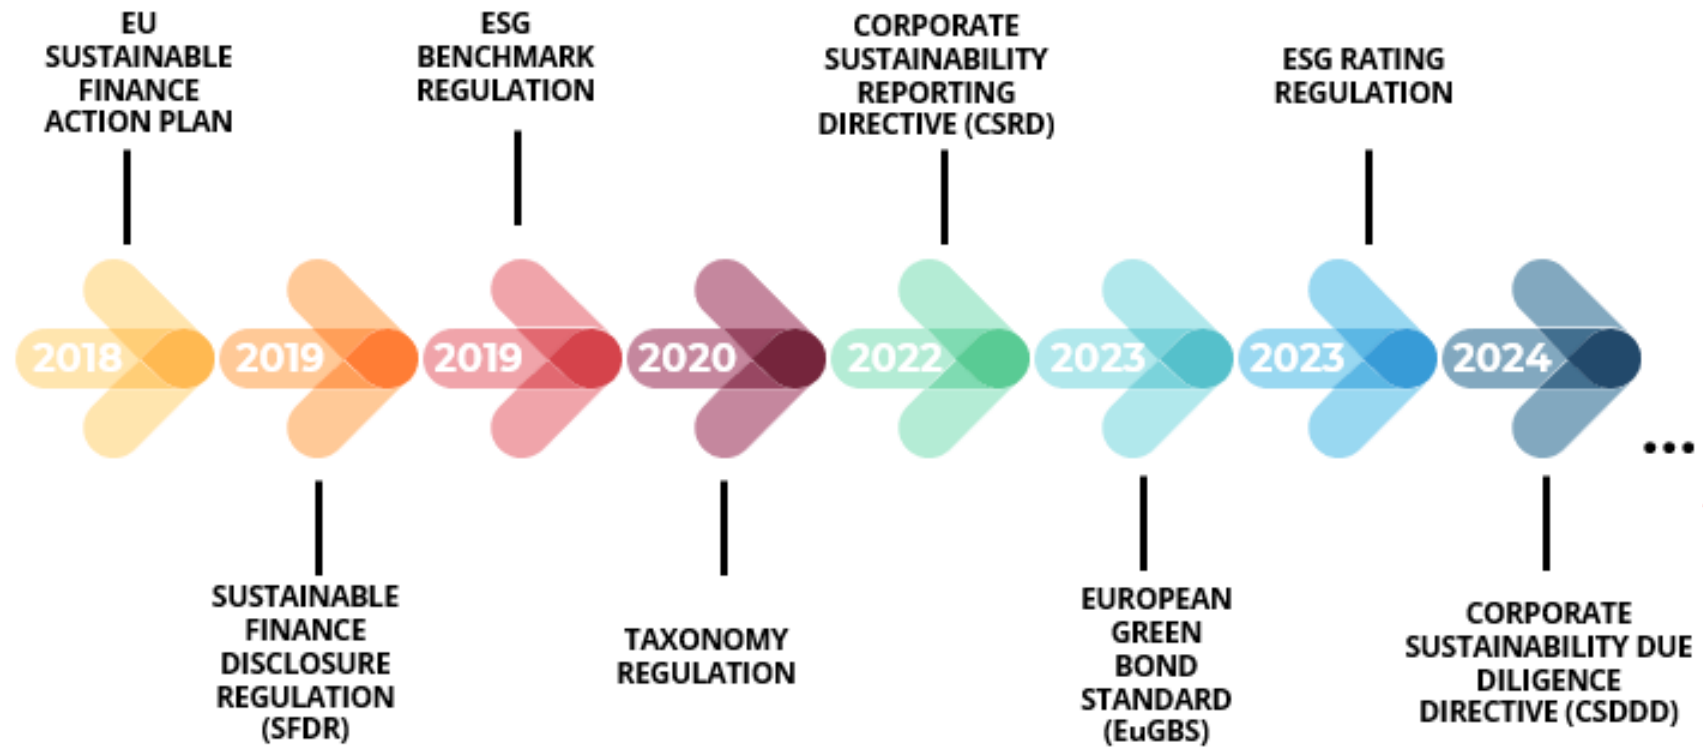 EU
SUSTAINABLE
FINANCE
ACTION PLAN
ESG
BENCHMARK
REGULATION
CORPORATE
SUSTAINABILITY
REPORTING
DIRECTIVE (CSRD)
ESG RATING
REGULATION
2018
2019
2019
2020
2022
2023
2023
2024
...
SUSTAINABLE
FINANCE
DISCLOSURE
REGULATION
(SFDR)
TAXONOMY
REGULATION
EUROPEAN
GREEN
BOND
STANDARD
(EuGBS)
CORPORATE
SUSTAINABILITY DUE
DILIGENCE
DIRECTIVE (CSDDD)